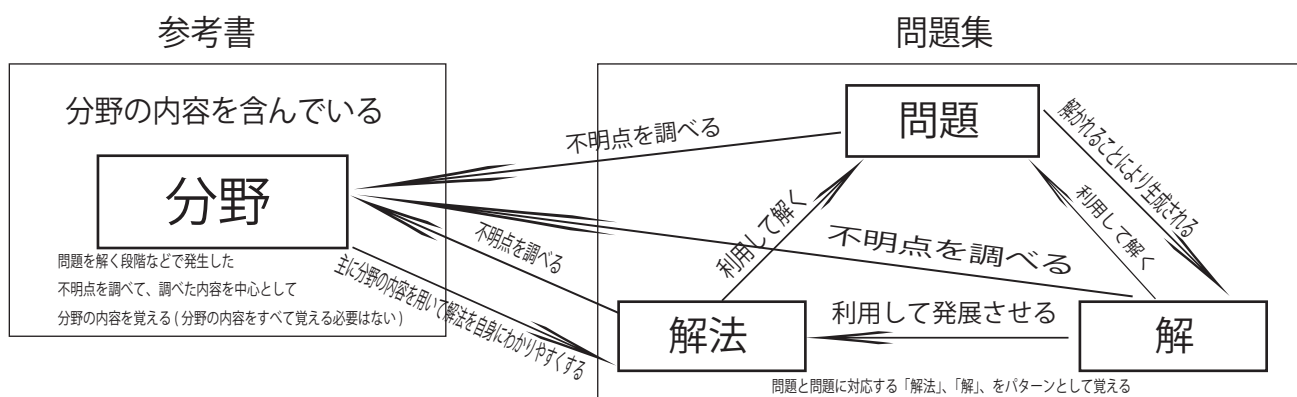 参考書
問題集
分野の内容を含んでいる
分野
問題を解く段階などで発生した
不明点を調べて、調べた内容を中心として
分野の内容を覚える ( 分野の内容をすべて覚える必要はない )
不明点を調べる
問題
解かれることにより生成される
利用して解く
利用して解く
不明点を調べる
不明点を調べる
主に分野の内容を用いて解法を自身にわかりやすくする
解法
利用して発展させる
解
問題と問題に対応する「解法」、「解」、をパターンとして覚える